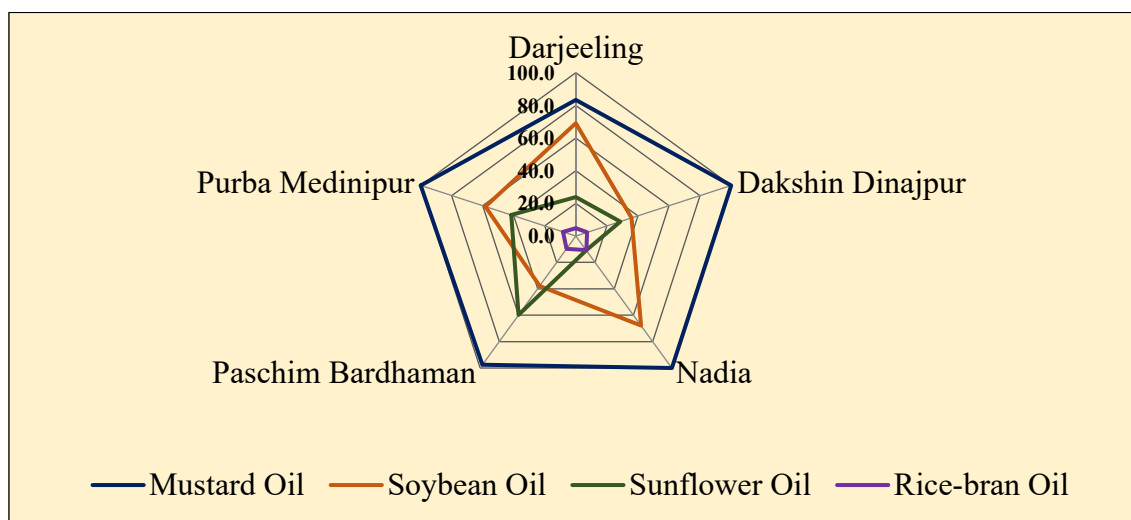 Darjeeling
100.0
80.0
60.0
40.0
20.0
0.0
Purba Medinipur
Dakshin Dinajpur
Paschim Bardhaman
Nadia
Mustard Oil
Soybean Oil
Sunflower Oil
Rice-bran Oil